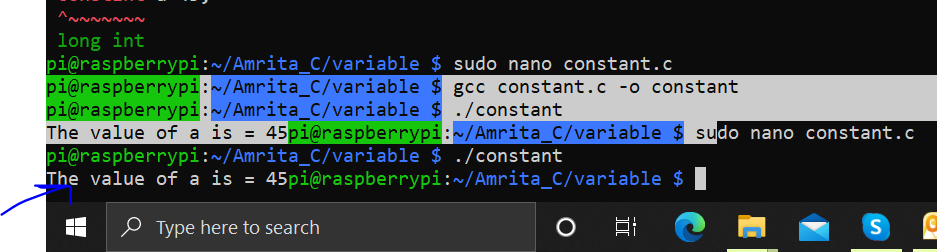 ^~~~~~~~
long int
pi@raspberrypi:~/Amrita_C/variable $ sudo nano constant.c
pi@raspberrypi:~/Amrita_C/variable $ gcc constant.c -o constant
pi@raspberrypi:~/Amrita_C/variable $ ./constant
The value of a is = 45pi@raspberrypi:~/Amrita_C/variable $ sudo nano constant.c
pi@raspberrypi:~/Amrita_C/variable $ ./constant
The value of a is = 45pi@raspberrypi:~/Amrita_C/variable $
Type here to search